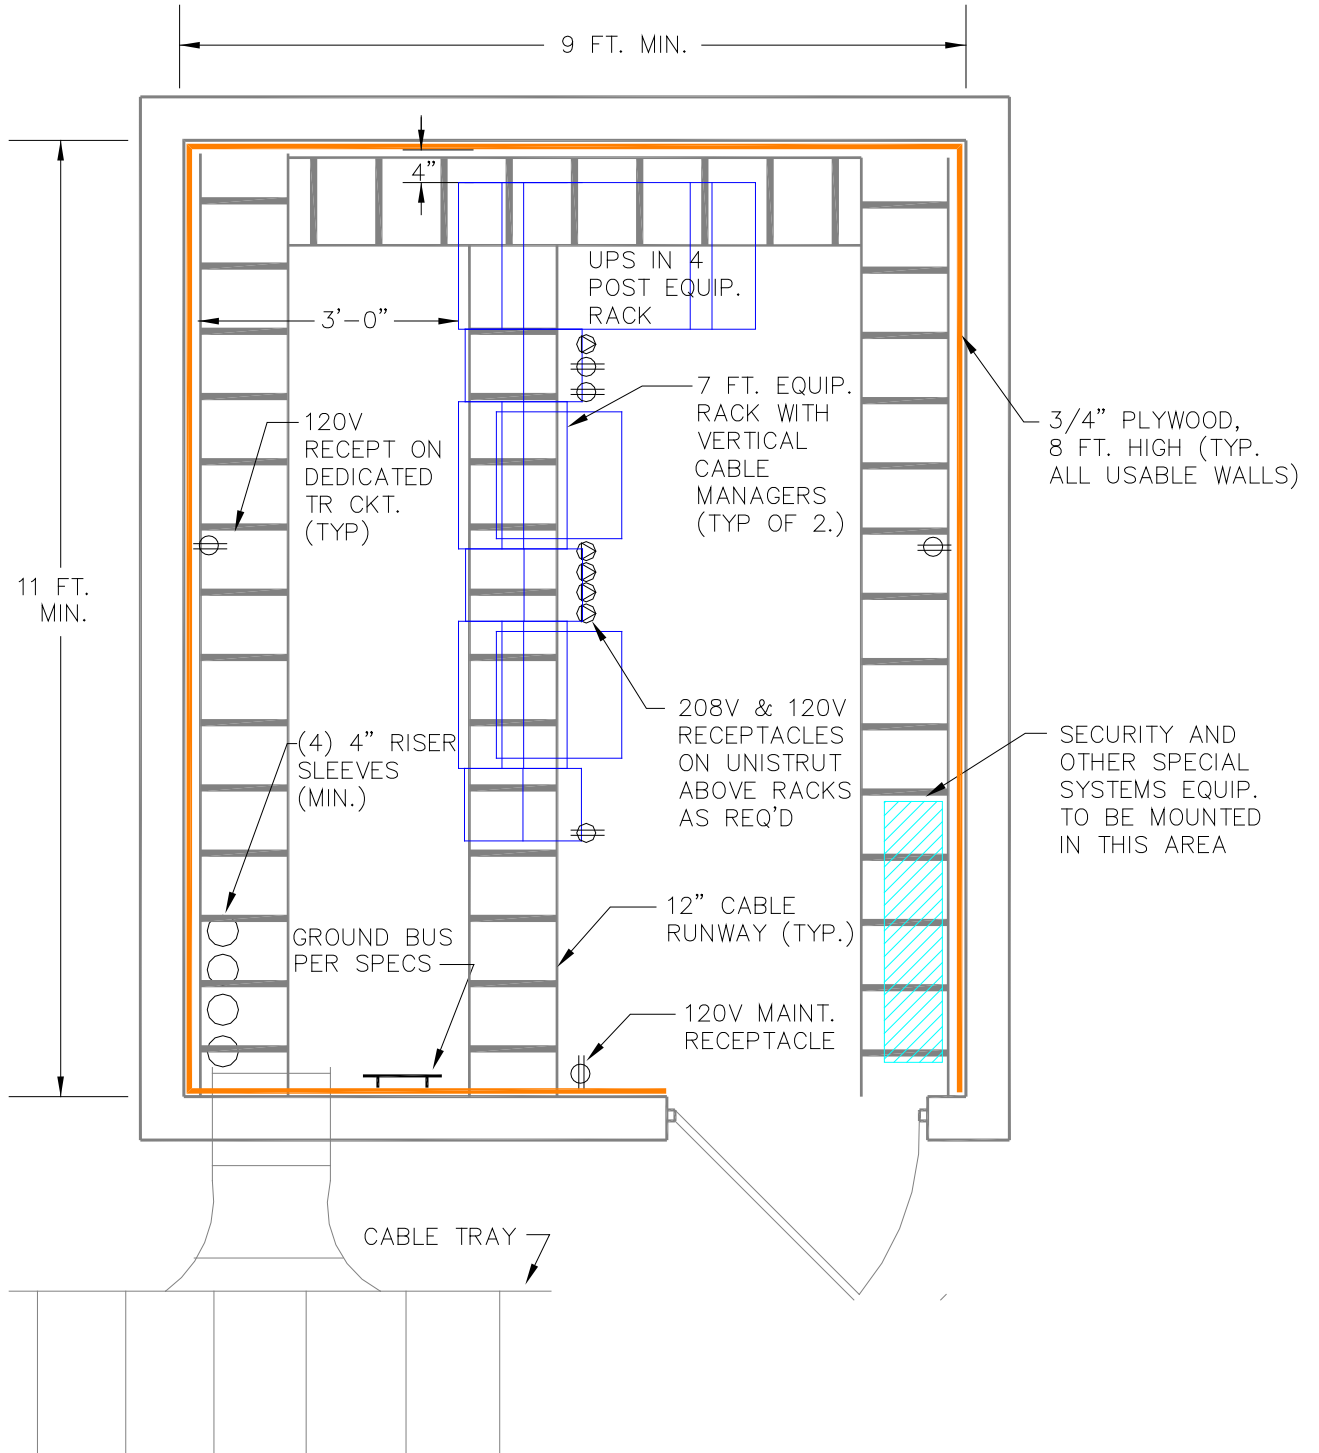 9 FT. MIN.
4"
UPS IN 4
POST EQUIP.
RACK
3'-0"
7 FT. EQUIP.
RACK WITH
VERTICAL
CABLE
MANAGERS
(TYP OF 2.)
120V
RECEPT ON
DEDICATED
TR CKT.
(TYP)
3/4" PLYWOOD,
8 FT. HIGH (TYP.
ALL USABLE WALLS)
11 FT.
MIN.
208V & 120V
RECEPTACLES
ON UNISTRUT
ABOVE RACKS
AS REQ'D
(4) 4" RISER
SLEEVES
(MIN.)
SECURITY AND
OTHER SPECIAL
SYSTEMS EQUIP.
TO BE MOUNTED
IN THIS AREA
12" CABLE
RUNWAY (TYP.)
GROUND BUS
PER SPECS
120V MAINT.
RECEPTACLE
CABLE TRAY